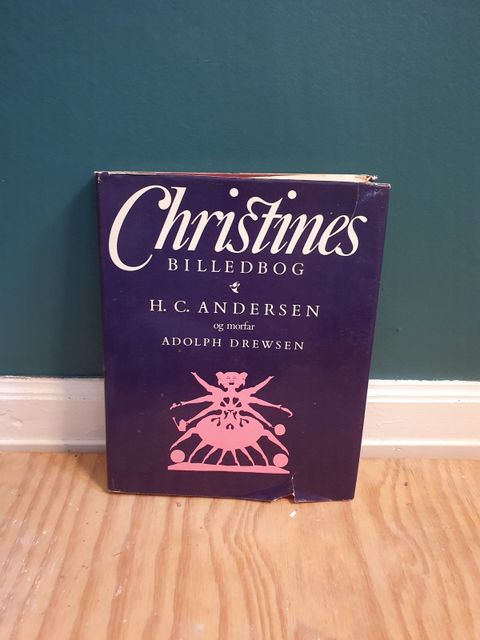 Christines
BILLEDBOG
H. C. ANDERSEN
og morfar
ADOLPH DREWSEN